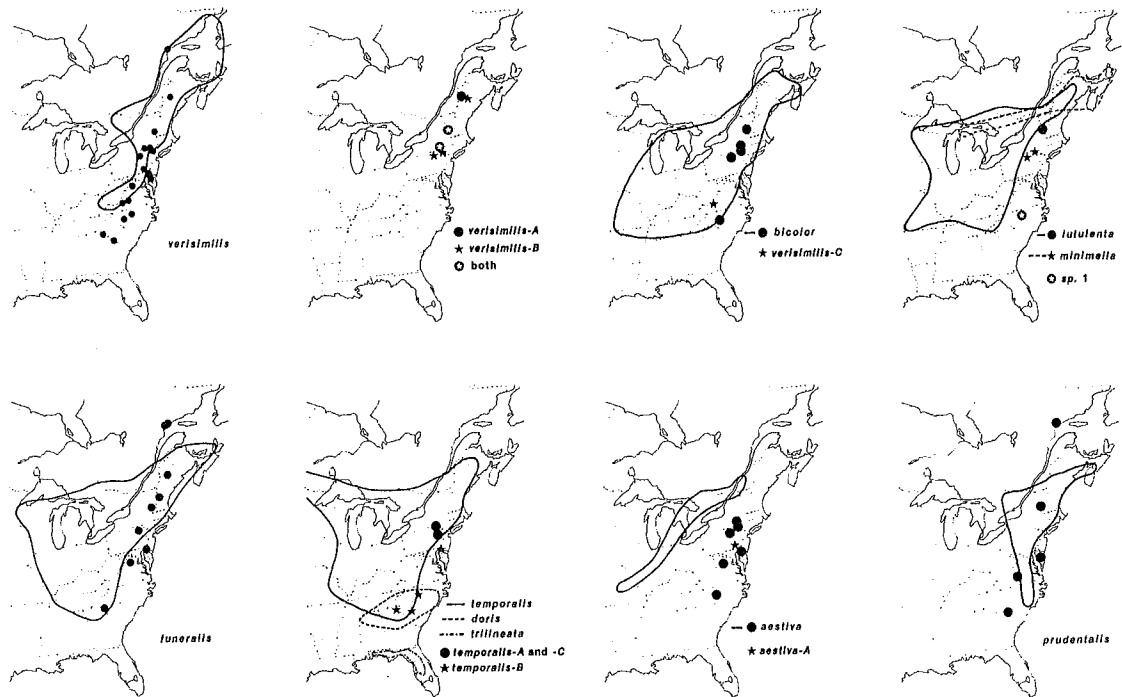 verisimilis
verisimilis-A
verisimilis-B
both
bicolor
verisimilis-C
lutulenta
minimella
sp. 1
funeralis
temporalis
doris
trilineata
temporalis-A and -C
temporalis-B
aestiva
aestiva-A
prudentalis